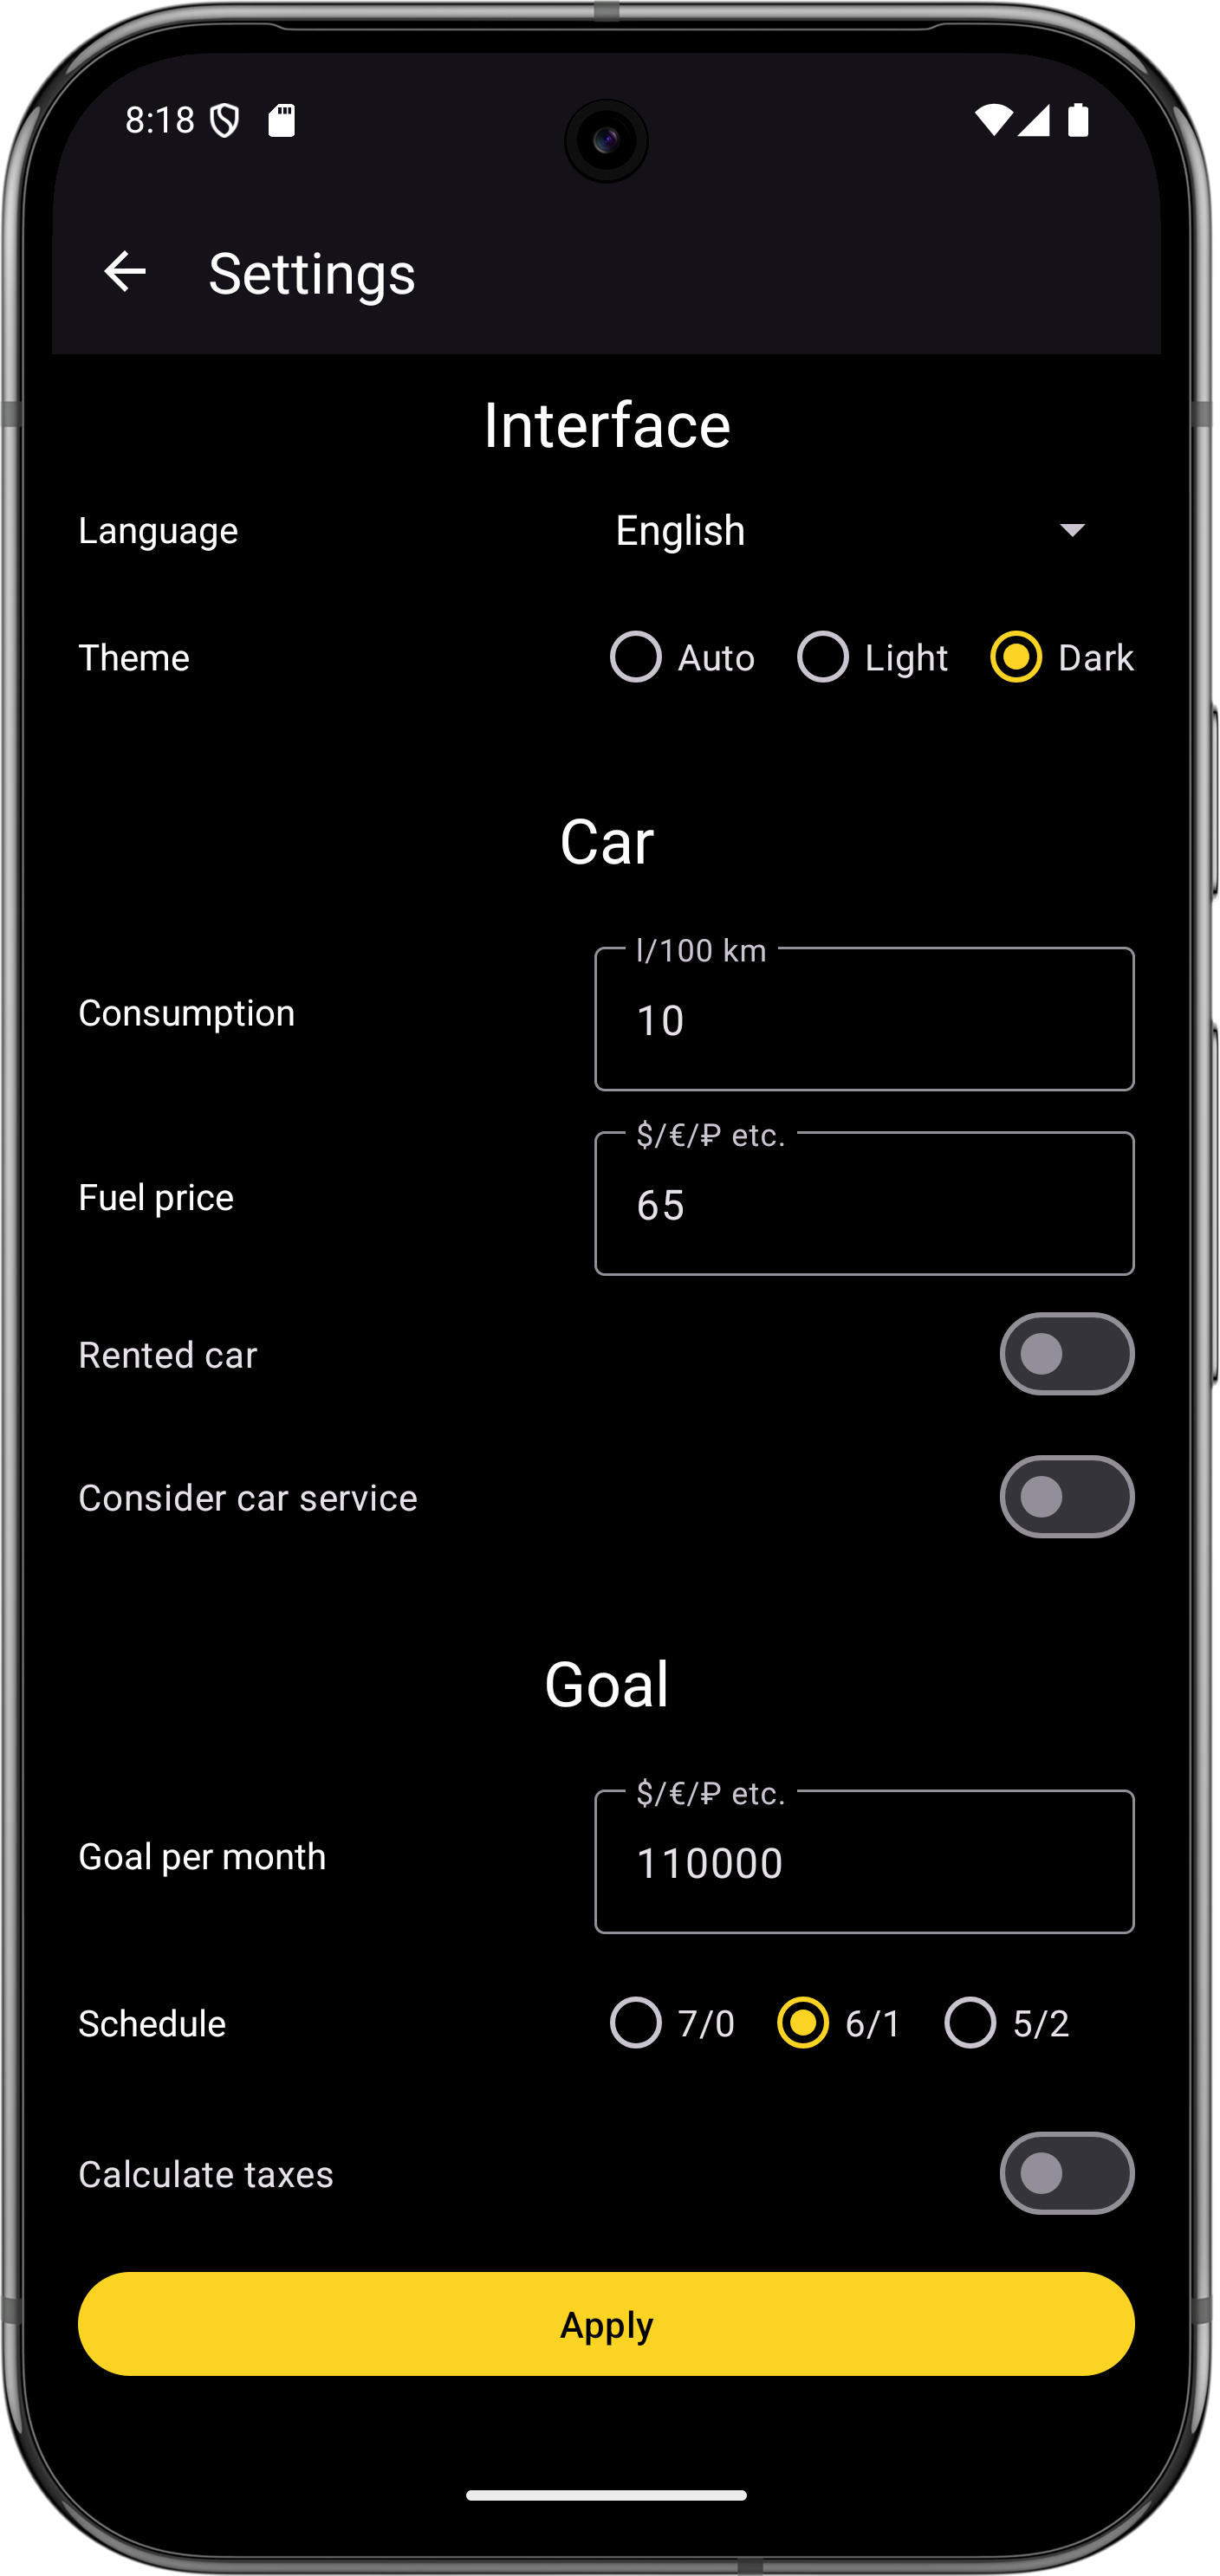 8:18
Settings
Interface
Language English
Theme Auto Light Dark
Car
l/100 km
Consumption 10
$/€/₽ etc.
Fuel price 65
Rented car
Consider car service
Goal
$/€/₽ etc.
Goal per month 110000
Schedule 7/0 6/1 5/2
Calculate taxes
Apply